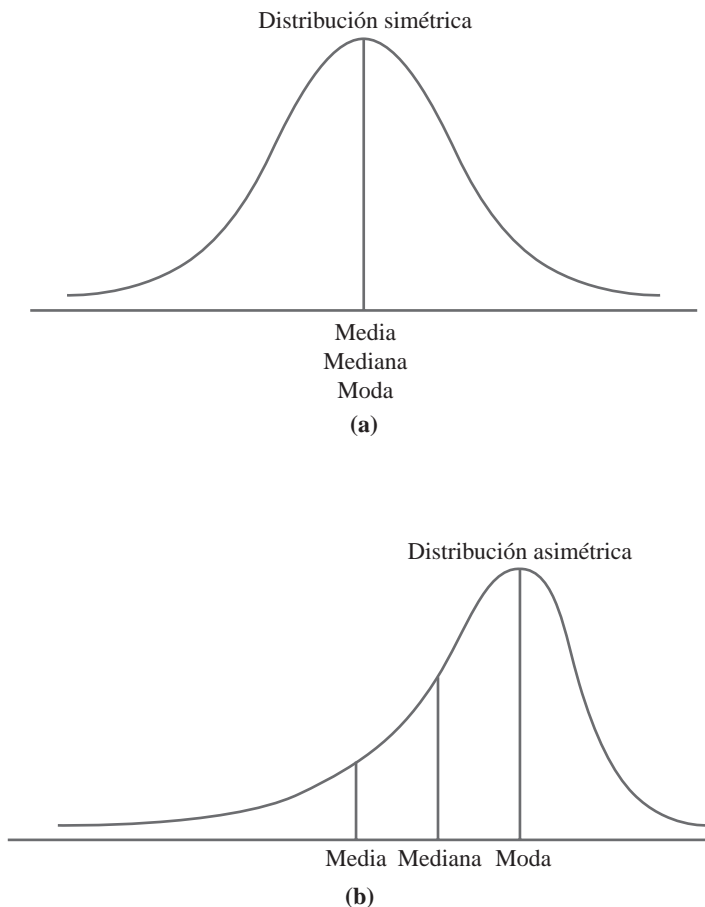 Distribución simétrica
Media
Mediana
Moda
(a)
Distribución asimétrica
Media Mediana Moda
(b)